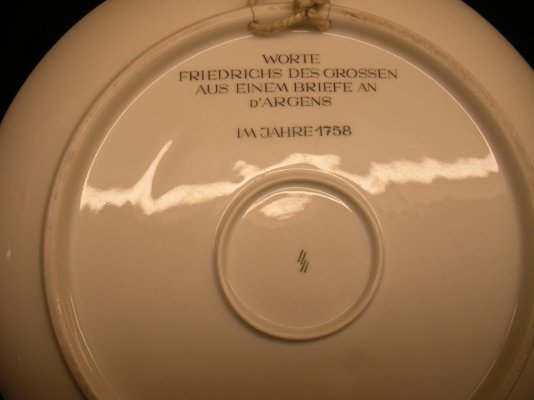 WORTE
FRIEDRICHS DES GROSSEN
AUS EINEM BRIEFE AN
D'ARGENS
IM JAHRE 1758